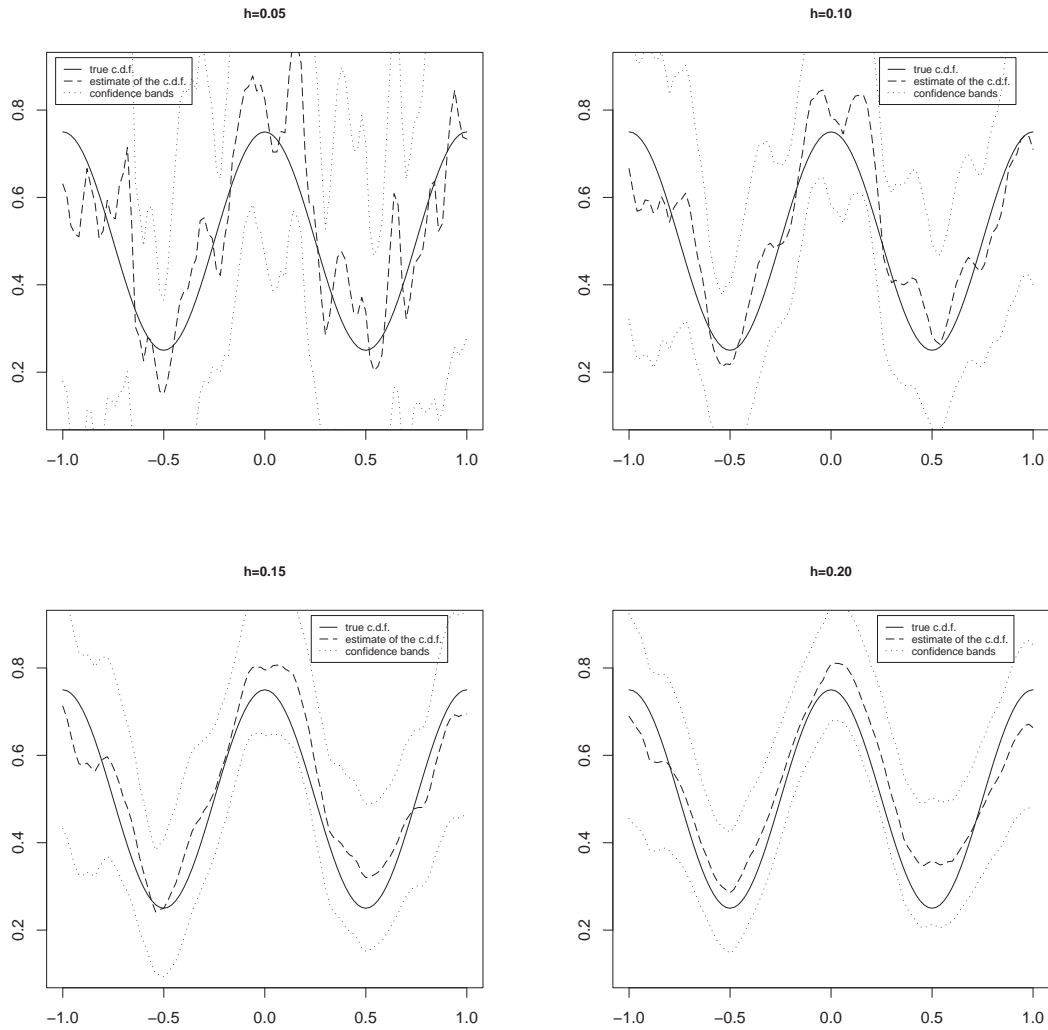 h=0.05
true c.d.f.
estimate of the c.d.f.
confidence bands
0.8
0.6
0.4
0.2
−1.0 −0.5 0.0 0.5 1.0
h=0.10
true c.d.f.
estimate of the c.d.f.
confidence bands
0.8
0.6
0.4
0.2
−1.0 −0.5 0.0 0.5 1.0
h=0.15
true c.d.f.
estimate of the c.d.f.
confidence bands
0.8
0.6
0.4
0.2
−1.0 −0.5 0.0 0.5 1.0
h=0.20
true c.d.f.
estimate of the c.d.f.
confidence bands
0.8
0.6
0.4
0.2
−1.0 −0.5 0.0 0.5 1.0